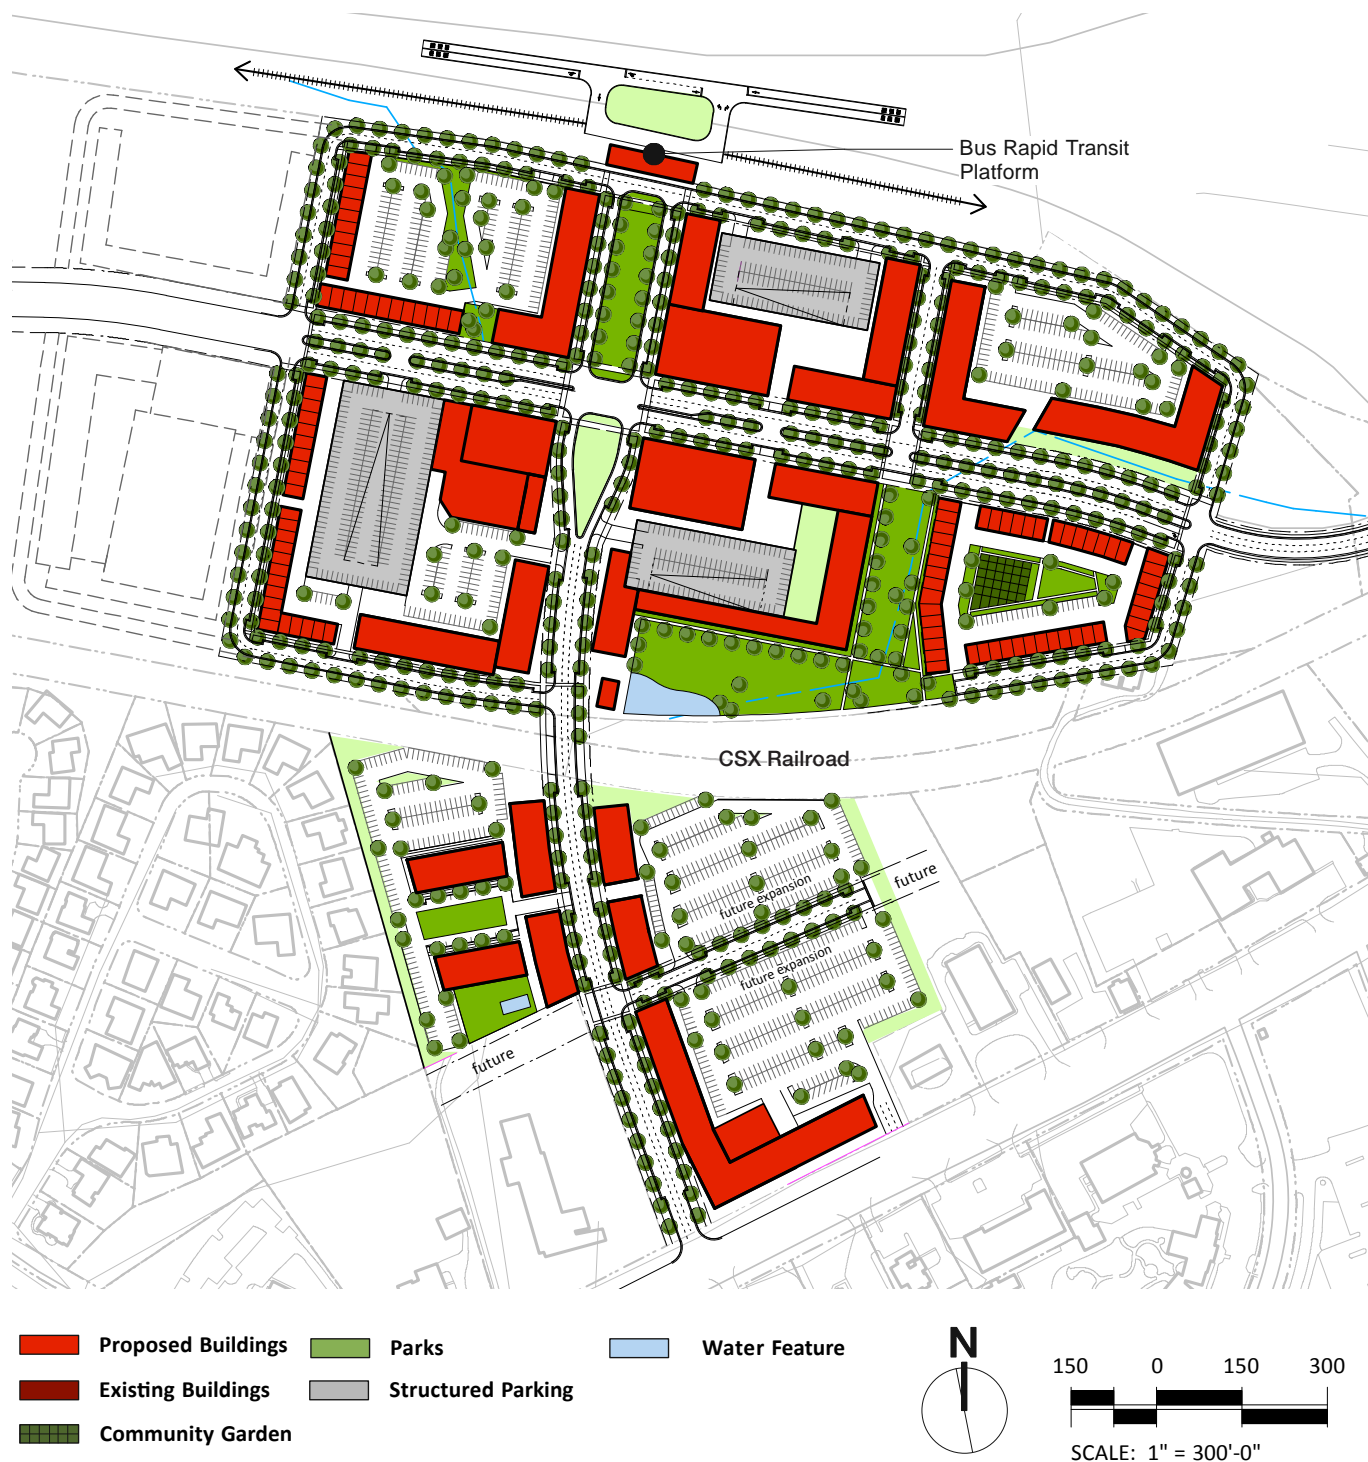 Bus Rapid Transit
Platform
CSX Railroad
future
future expansion
future expansion
future
Proposed Buildings
Parks
Water Feature
Existing Buildings
Structured Parking
Community Garden
N
150 0 150 300
SCALE: 1" = 300'-0"